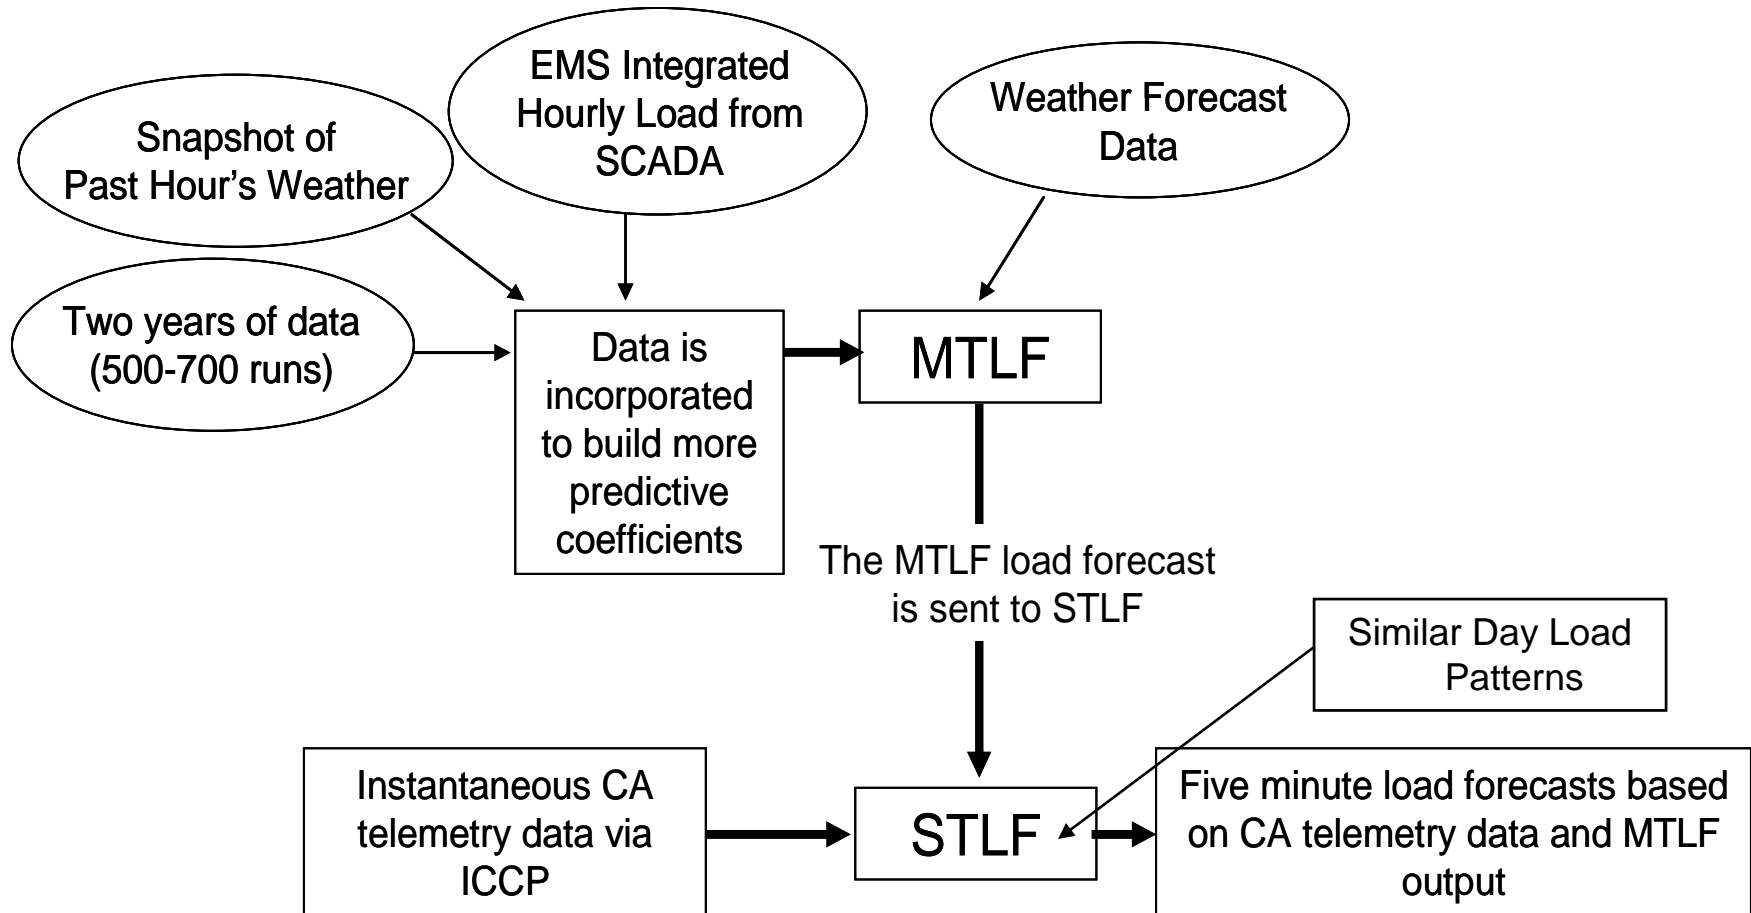 EMS Integrated
Hourly Load from
SCADA
Weather Forecast
Data
Snapshot of
Past Hour's Weather
Two years of data
(500-700 runs)
Data is
incorporated
to build more
predictive
coefficients
MTLF
The MTLF load forecast
is sent to STLF
Similar Day Load
Patterns
Instantaneous CA
telemetry data via
ICCP
STLF
Five minute load forecasts based
on CA telemetry data and MTLF
output